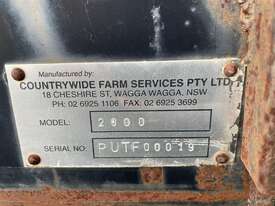 Manufactured by:
COUNTRYWIDE FARM SERVICES PTY LTD
18 CHESHIRE ST, WAGGA WAGGA, NSW
PH: 02 6925 1106 FAX: 02 6925 3699
MODEL: 2800
SERIAL NO: PUTF00019